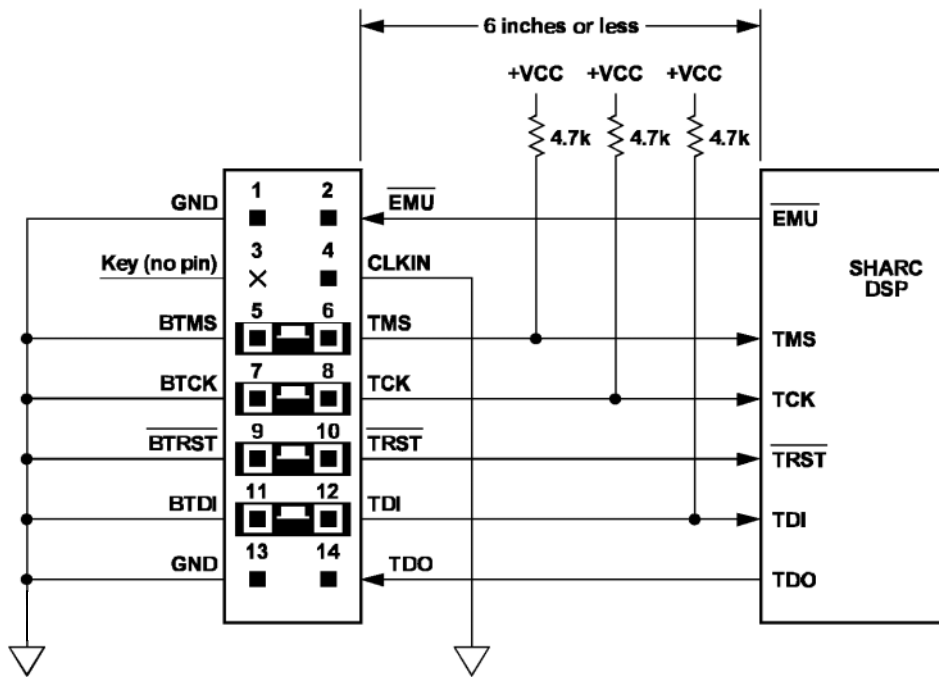 6 inches or less
+VCC +VCC +VCC
4.7k 4.7k 4.7k
1 2
GND EMU EMU
3 4
Key (no pin) CLKIN SHARC
DSP
5 6
BTMS TMS TMS
7 8
BTCK TCK TCK
9 10
BTRST TRST TRST
11 12
BTDI TDI TDI
13 14
GND TDO TDO